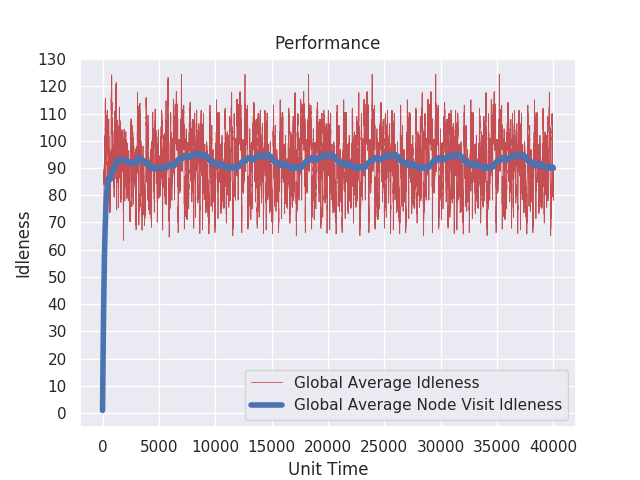 Performance
Idleness
130
120
110
100
90
80
70
60
50
40
30
20
10
0
Global Average Idleness
Global Average Node Visit Idleness
0 5000 10000 15000 20000 25000 30000 35000 40000
Unit Time